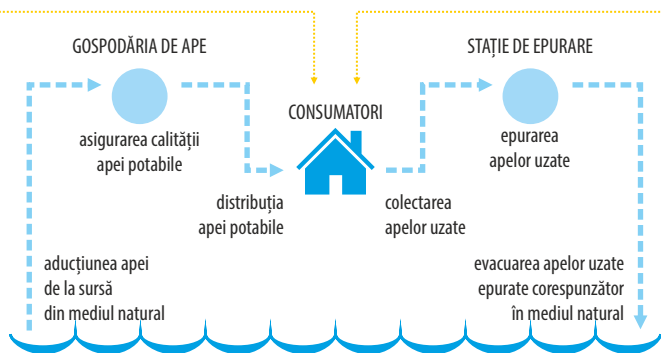 GOSPODĂRIA DE APE
asigurarea calității
apei potabile
aducțiunea apei
de la sursă
din mediul natural
distribuția
apei potabile
CONSUMATORI
colectarea
apelor uzate
STAȚIE DE EPURARE
epurarea
apelor uzate
evacuarea apelor uzate
epurate corespunzător
în mediul natural